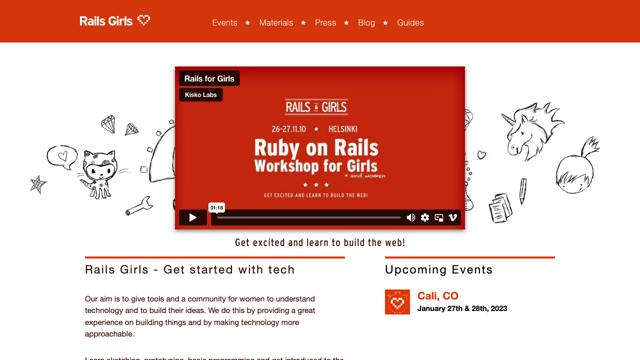 Rails Girls
Events ★ Materials ★ Press ★ Blog ★ Guides
Rails for Girls
Kisko Labs
RAILS & GIRLS
26-27.11.10 ★ HELSINKI
Ruby on Rails
Workshop for Girls
* and women
GET EXCITED AND LEARN TO BUILD THE WEB!
01:18
Get excited and learn to build the web!
Rails Girls - Get started with tech
Our aim is to give tools and a community for women to understand
technology and to build their ideas. We do this by providing a great
experience on building things and by making technology more
approachable.
Upcoming Events
Cali, CO
January 27th & 28th, 2023